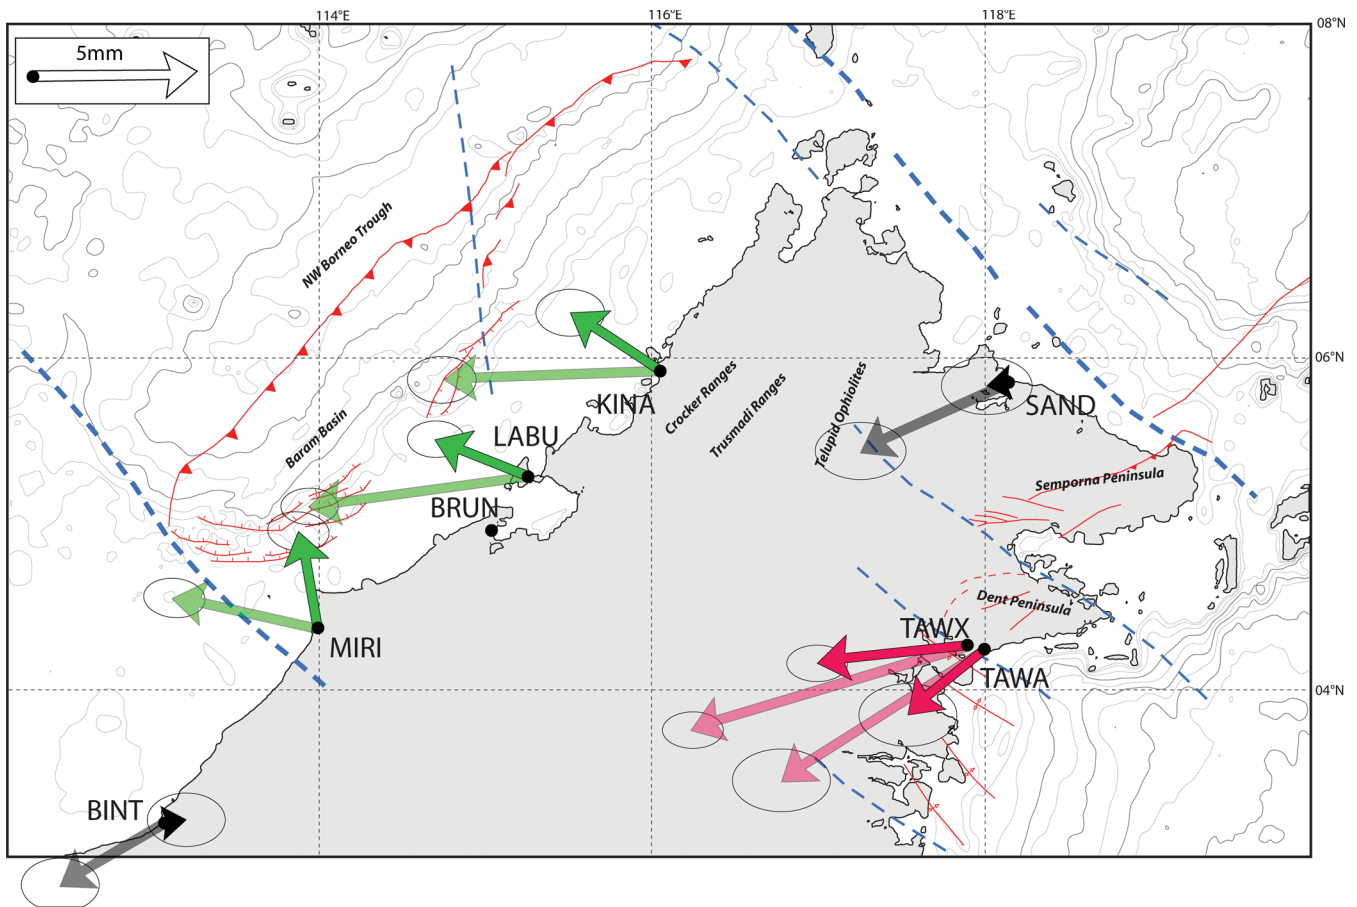 114°E
116°E
118°E
08°N
5mm
NW Borneo Trough
06°N
KINA
Crocker Ranges
Trusmadi Ranges
Telupid Ophiolites
SAND
Baram Basin
LABU
Semporna Peninsula
BRUN
Dent Peninsula
TAWX
MIRI
TAWA
04°N
BINT